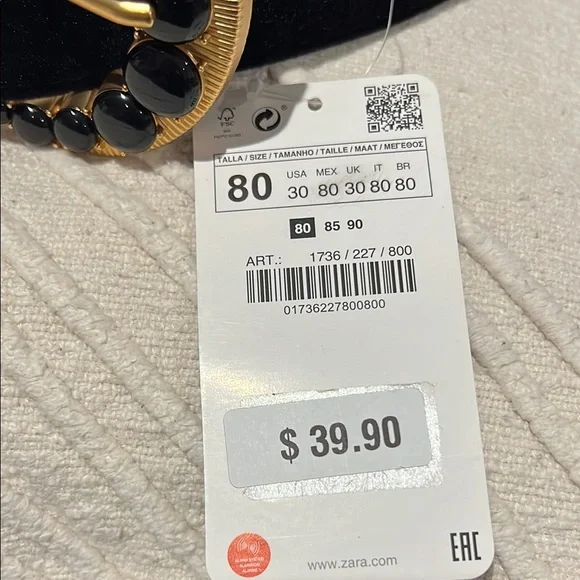 FSC
TALLA / SIZE / TAMANHO / TAILLE / MAAT / ΜΕΓΕΘΟΣ
80 USA MEX UK IT BR
30 80 30 80 80
80 85 90
ART.: 1736 / 227 / 800
01736227800800
$ 39.90
www.zara.com
EAC